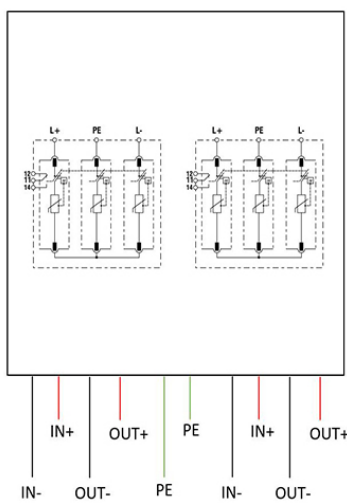 L+ PE L- L+ PE L-
12 12
11 11
14 14
IN+ OUT+ PE IN+ OUT+
IN- OUT- PE IN- OUT-